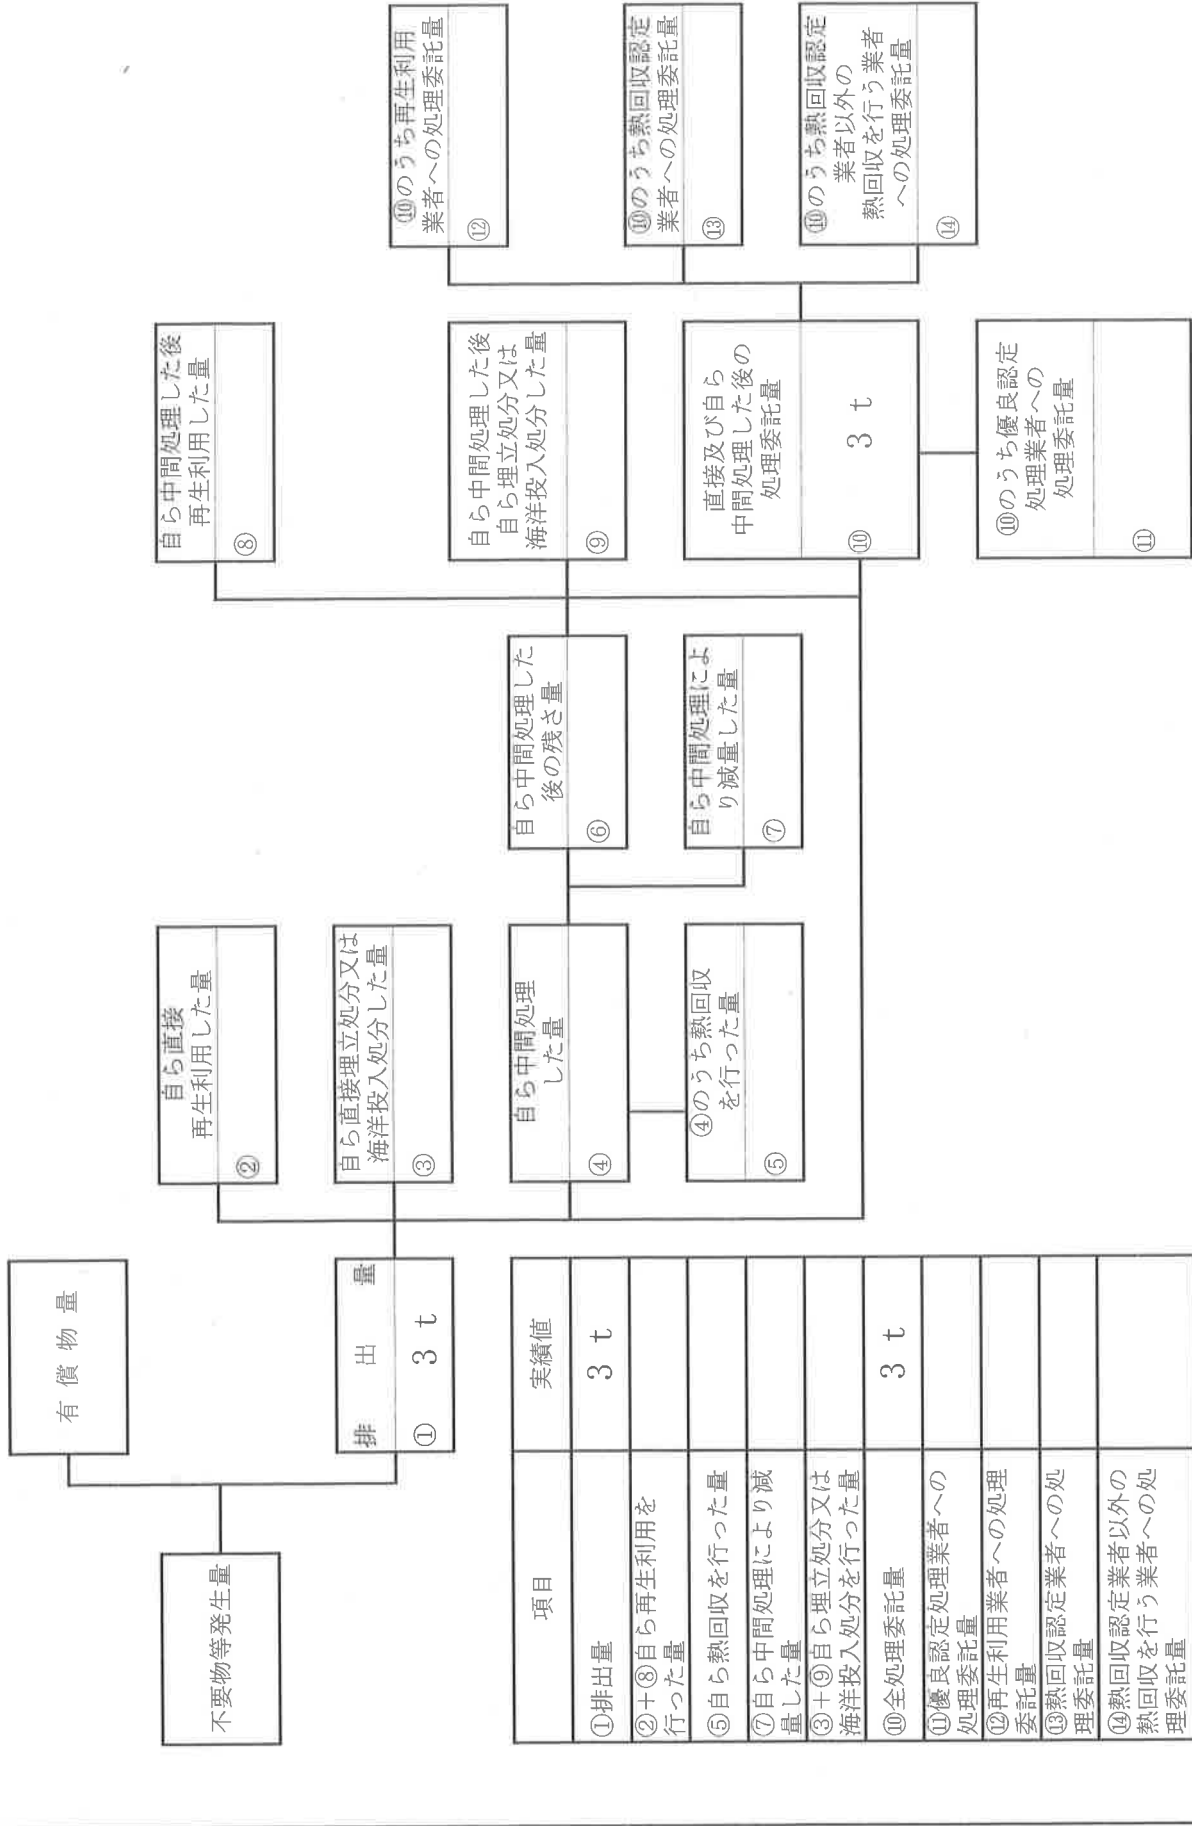 不要物等発生量
有償物量
排出量
① 3 t
自ら直接
再生利用した量
②
自ら直接埋立処分又は
海洋投入処分した量
③
自ら中間処理
した量
④
④のうち熱回収
を行った量
⑤
自ら中間処理した
後の残さ量
⑥
自ら中間処理によ
り減量した量
⑦
自ら中間処理した後
再生利用した量
⑧
自ら中間処理した後
自ら埋立処分又は
海洋投入処分した量
⑨
直接及び自ら
中間処理した後の
処理委託量
⑩ 3 t
⑩のうち優良認定
処理業者への
処理委託量
⑪
⑩のうち再生利用
業者への処理委託量
⑫
⑩のうち熱回収認定
業者への処理委託量
⑬
⑩のうち熱回収認定
業者以外の
熱回収を行う業者
への処理委託量
⑭
項目 実績値
①排出量 3 t
②+⑧自ら再生利用を
行った量
⑤自ら熱回収を行った量
⑦自ら中間処理により減
量した量
③+⑨自ら埋立処分又は
海洋投入処分を行った量
⑩全処理委託量 3 t
⑪優良認定処理業者への
処理委託量
⑫再生利用業者への処理
委託量
⑬熱回収認定業者への処
理委託量
⑭熱回収認定業者以外の
熱回収を行う業者への処
理委託量